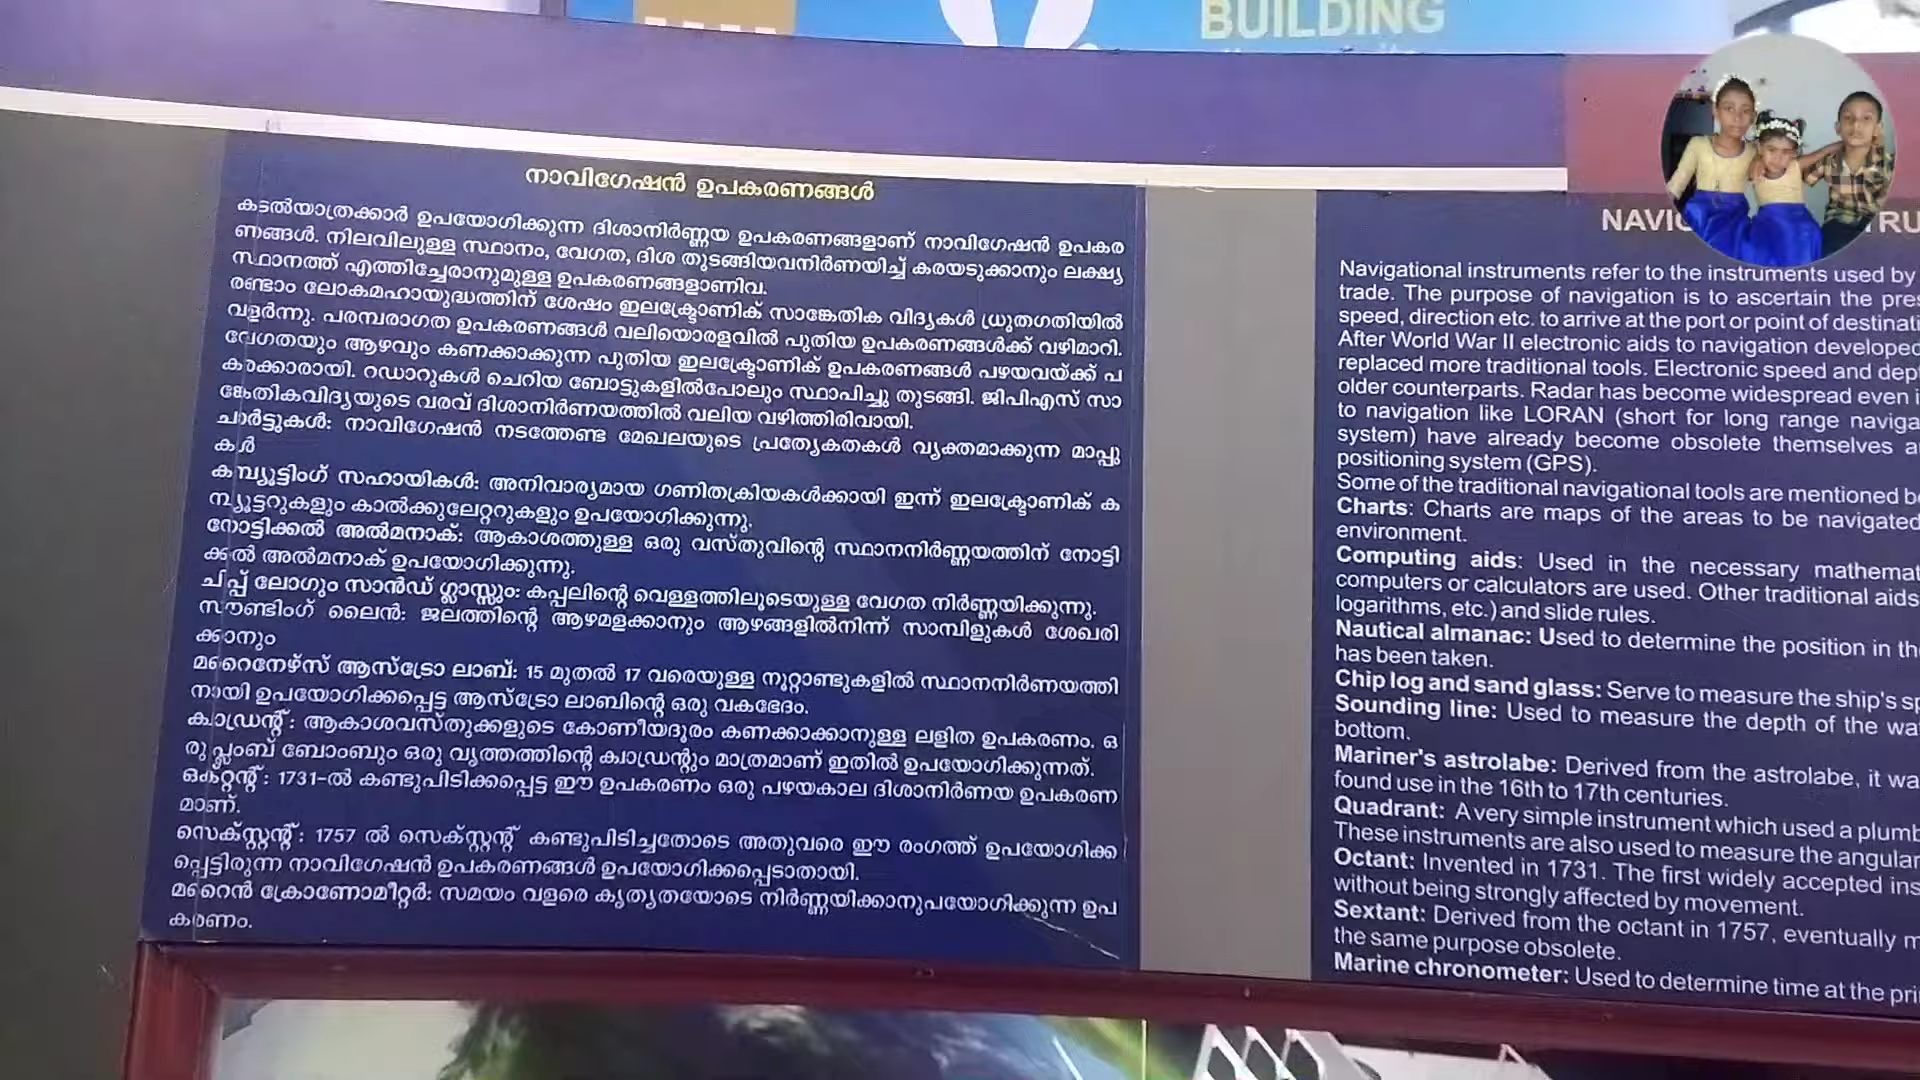 BUILDING
നാവിഗേഷൻ ഉപകരണങ്ങൾ
കടൽയാത്രക്കാർ ഉപയോഗിക്കുന്ന ദിശാനിർണ്ണയ ഉപകരണങ്ങളാണ് നാവിഗേഷൻ ഉപകര
ണങ്ങൾ. നിലവിലുള്ള സ്ഥാനം, വേഗത, ദിശ തുടങ്ങിയവനിർണയിച്ച് കരയടുക്കാനും ലക്ഷ്യ
സ്ഥാനത്ത് എത്തിച്ചേരാനുമുള്ള ഉപകരണങ്ങളാണിവ.
രണ്ടാം ലോകമഹായുദ്ധത്തിന് ശേഷം ഇലക്ട്രോണിക് സാങ്കേതിക വിദ്യകൾ ധ്രുതഗതിയിൽ
വളർന്നു. പരമ്പരാഗത ഉപകരണങ്ങൾ വലിയൊരളവിൽ പുതിയ ഉപകരണങ്ങൾക്ക് വഴിമാറി.
വേഗതയും ആഴവും കണക്കാക്കുന്ന പുതിയ ഇലക്ട്രോണിക് ഉപകരണങ്ങൾ പഴയവയ്ക്ക് പ
കരക്കാരായി. റഡാറുകൾ ചെറിയ ബോട്ടുകളിൽപോലും സ്ഥാപിച്ചു തുടങ്ങി. ജിപിഎസ് സാ
ങ്കേതികവിദ്യയുടെ വരവ് ദിശാനിർണയത്തിൽ വലിയ വഴിത്തിരിവായി.
ചാർട്ടുകൾ: നാവിഗേഷൻ നടത്തേണ്ട മേഖലയുടെ പ്രത്യേകതകൾ വ്യക്തമാക്കുന്ന മാപ്പു
കൾ
കമ്പ്യൂട്ടിംഗ് സഹായികൾ: അനിവാര്യമായ ഗണിതക്രിയകൾക്കായി ഇന്ന് ഇലക്ട്രോണിക് ക
മ്പ്യൂട്ടറുകളും കാൽക്കുലേറ്ററുകളും ഉപയോഗിക്കുന്നു.
നോട്ടിക്കൽ അൽമനാക്: ആകാശത്തുള്ള ഒരു വസ്തുവിന്റെ സ്ഥാനനിർണ്ണയത്തിന് നോട്ടി
ക്കൽ അൽമനാക് ഉപയോഗിക്കുന്നു.
ചിപ്പ് ലോഗും സാൻഡ് ഗ്ലാസ്സും: കപ്പലിന്റെ വെള്ളത്തിലൂടെയുള്ള വേഗത നിർണ്ണയിക്കുന്നു.
സൗണ്ടിംഗ് ലൈൻ: ജലത്തിന്റെ ആഴമളക്കാനും ആഴങ്ങളിൽനിന്ന് സാമ്പിളുകൾ ശേഖരി
ക്കാനും
മറൈനേഴ്സ് ആസ്ട്രോ ലാബ്: 15 മുതൽ 17 വരെയുള്ള നൂറ്റാണ്ടുകളിൽ സ്ഥാനനിർണയത്തി
നായി ഉപയോഗിക്കപ്പെട്ട ആസ്ട്രോ ലാബിന്റെ ഒരു വകഭേദം.
ക്വാഡ്രന്റ്: ആകാശവസ്തുക്കളുടെ കോണീയദൂരം കണക്കാക്കാനുള്ള ലളിത ഉപകരണം. ഒ
രു പ്ലംബ് ബോംബും ഒരു വൃത്തത്തിന്റെ ക്വാഡ്രന്റും മാത്രമാണ് ഇതിൽ ഉപയോഗിക്കുന്നത്.
ഒക്റ്റന്റ്: 1731-ൽ കണ്ടുപിടിക്കപ്പെട്ട ഈ ഉപകരണം ഒരു പഴയകാല ദിശാനിർണയ ഉപകരണ
മാണ്.
സെക്സ്റ്റന്റ്: 1757 ൽ സെക്സ്റ്റന്റ് കണ്ടുപിടിച്ചതോടെ അതുവരെ ഈ രംഗത്ത് ഉപയോഗിക്ക
പ്പെട്ടിരുന്ന നാവിഗേഷൻ ഉപകരണങ്ങൾ ഉപയോഗിക്കപ്പെടാതായി.
മറൈൻ ക്രോണോമീറ്റർ: സമയം വളരെ കൃത്യതയോടെ നിർണ്ണയിക്കാനുപയോഗിക്കുന്ന ഉപ
കരണം.
Navigational instruments refer to the instruments used by
trade. The purpose of navigation is to ascertain the
speed, direction etc. to arrive at the port or point of
After World War II electronic aids to navigation developed
replaced more traditional tools. Electronic speed and
older counterparts. Radar has become widespread even
to navigation like LORAN (short for long range
system) have already become obsolete themselves
positioning system (GPS).
Some of the traditional navigational tools are mentioned
Charts: Charts are maps of the areas to be navigated
environment.
Computing aids: Used in the necessary
computers or calculators are used. Other traditional aids
logarithms, etc.) and slide rules.
Nautical almanac: Used to determine the position in
has been taken.
Chip log and sand glass: Serve to measure the ship's
Sounding line: Used to measure the depth of the
bottom.
Mariner's astrolabe: Derived from the astrolabe, it
found use in the 16th to 17th centuries.
Quadrant: A very simple instrument which used a
These instruments are also used to measure the
Octant: Invented in 1731. The first widely accepted
without being strongly affected by movement.
Sextant: Derived from the octant in 1757, eventually
the same purpose obsolete.
Marine chronometer: Used to determine time at the